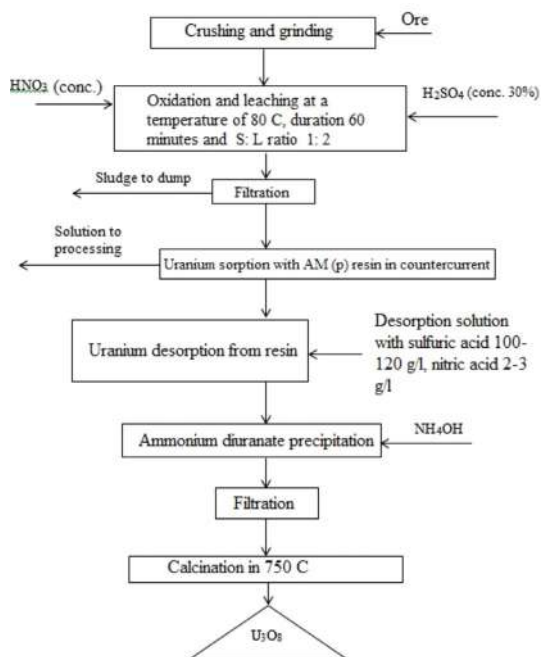 Crushing and grinding
Ore
HNO3 (conc.)
Oxidation and leaching at a
temperature of 80 C, duration 60
minutes and S: L ratio 1: 2
H2SO4 (conc. 30%)
Sludge to dump
Filtration
Solution to
processing
Uranium sorption with AM (p) resin in countercurrent
Uranium desorption from resin
Desorption solution
with sulfuric acid 100-
120 g/l, nitric acid 2-3
g/l
Ammonium diuranate precipitation
NH4OH
Filtration
Calcination in 750 C
U3O8